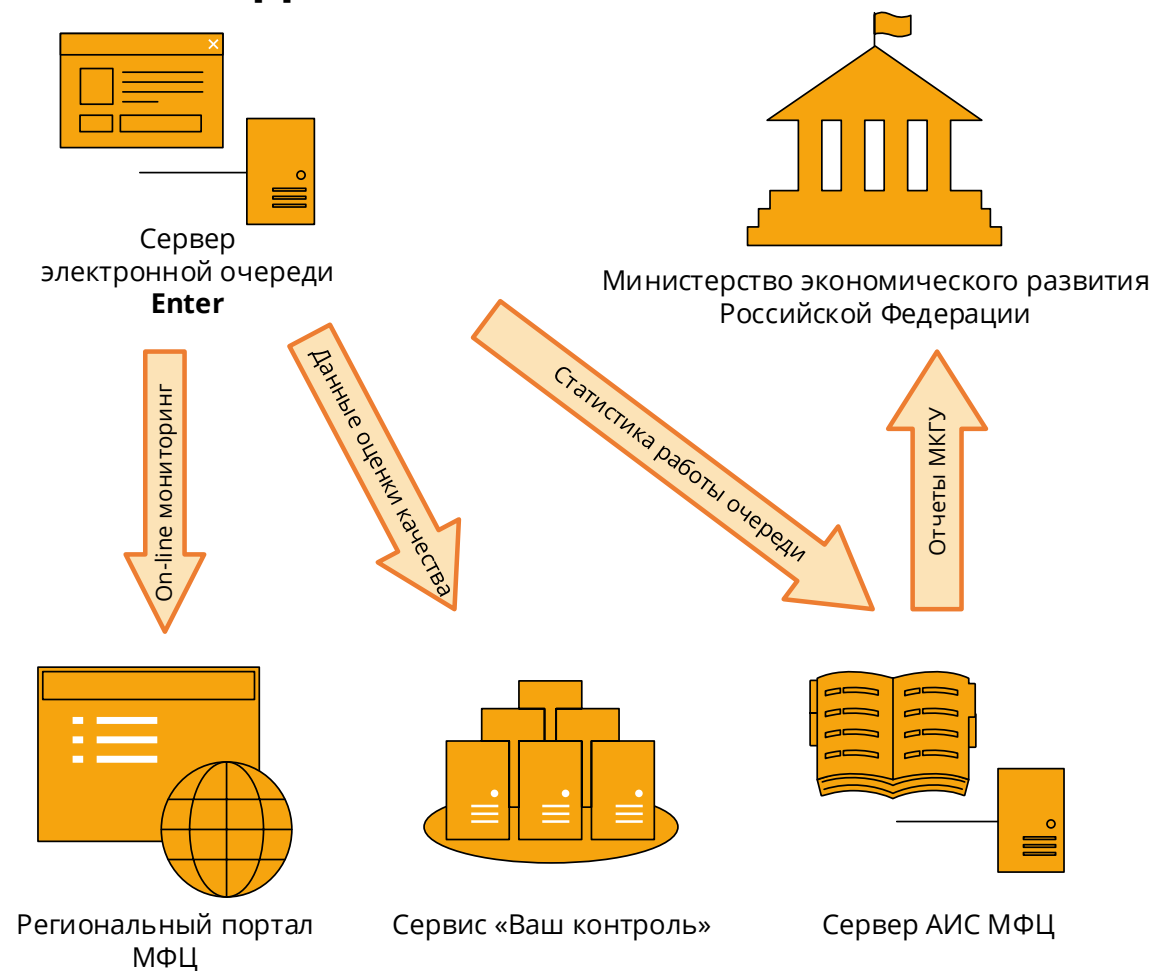 Сервер
электронной очереди
Enter
Министерство экономического развития
Российской Федерации
On-line мониторинг
Данные оценки качества
Статистика работы очереди
Отчеты МКГУ
Региональный портал
МФЦ
Сервис «Ваш контроль»
Сервер АИС МФЦ